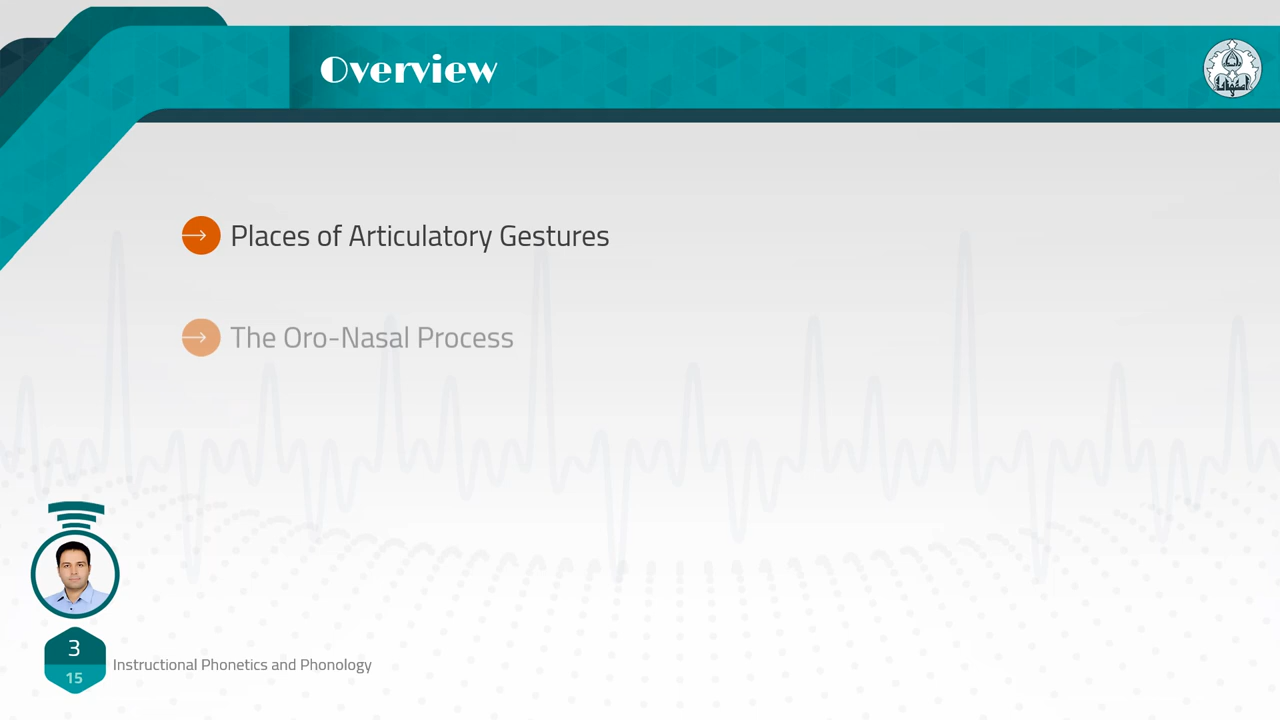 Overview
Places of Articulatory Gestures
The Oro-Nasal Process
3
15
Instructional Phonetics and Phonology